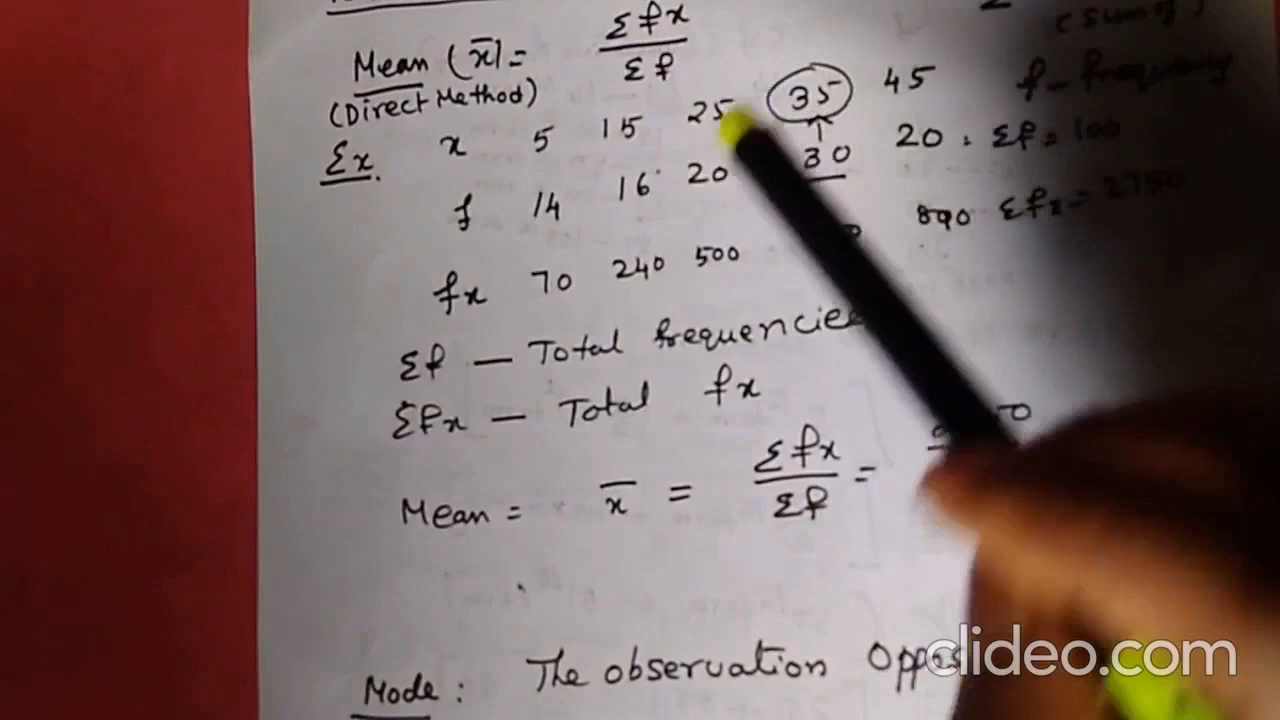 Mean (x̄) = Σfx / Σf
(Direct Method)
(Sum of)
f - frequency
Ex. x 5 15 25 35 45
f 14 16 20 30 20 . Σf = 100
fx 70 240 500 Σfx = 2750
Σf — Total frequencies
Σfx — Total fx
Mean = x̄ = Σfx / Σf =
Mode : The observation
clideo.com